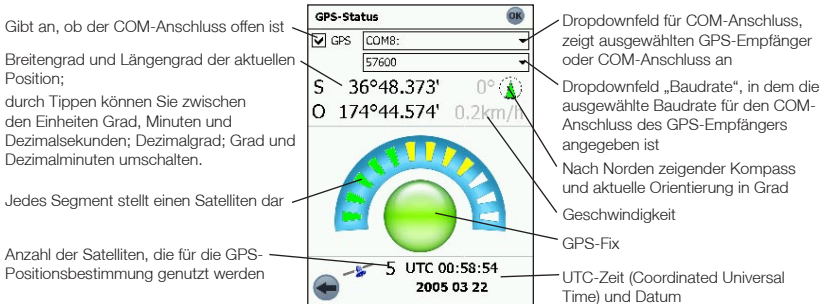 Gibt an, ob der COM-Anschluss offen ist
Breitengrad und Längengrad der aktuellen
Position;
durch Tippen können Sie zwischen
den Einheiten Grad, Minuten und
Dezimalsekunden; Dezimalgrad; Grad und
Dezimalminuten umschalten.
Jedes Segment stellt einen Satelliten dar
Anzahl der Satelliten, die für die GPS-
Positionsbestimmung genutzt werden
GPS-Status
OK
GPS COM8:
57600
S 36°48.373' 0°
O 174°44.574' 0.2km/h
5 UTC 00:58:54
2005 03 22
Dropdownfeld für COM-Anschluss,
zeigt ausgewählten GPS-Empfänger
oder COM-Anschluss an
Dropdownfeld „Baudrate“, in dem die
ausgewählte Baudrate für den COM-
Anschluss des GPS-Empfängers
angegeben ist
Nach Norden zeigender Kompass
und aktuelle Orientierung in Grad
Geschwindigkeit
GPS-Fix
UTC-Zeit (Coordinated Universal
Time) und Datum